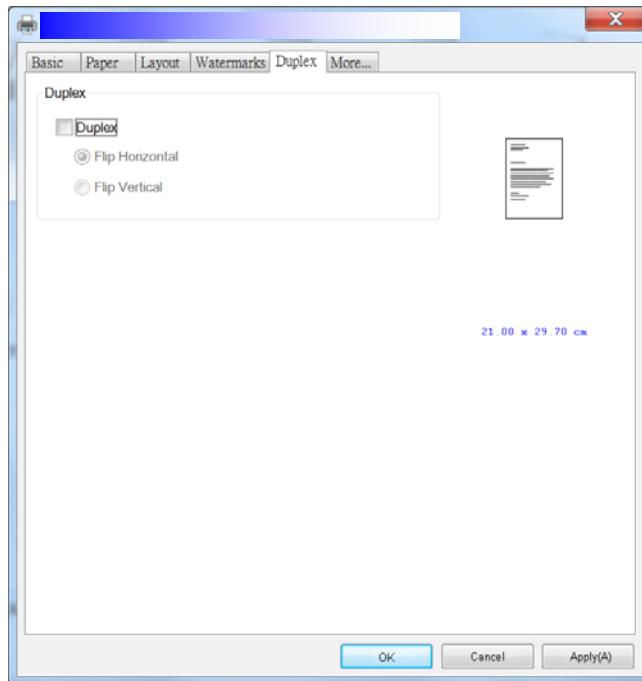 Basic Paper Layout Watermarks Duplex More...
Duplex
Duplex
Flip Horizontal
Flip Vertical
21.00 x 29.70 cm
OK Cancel Apply(A)